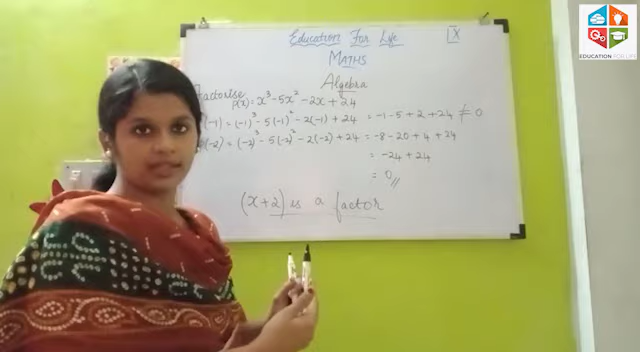 Education For Life
IX
MATHS
Algebra
Factorise
p(x) = x³ - 5x² - 2x + 24
(-1) = (-1)³ - 5(-1)² - 2(-1) + 24 = -1 - 5 + 2 + 24 ≠ 0
p(-2) = (-2)³ - 5(-2)² - 2(-2) + 24 = -8 - 20 + 4 + 24
= -24 + 24
= 0//
(x+2) is a factor
EDUCATION FOR LIFE